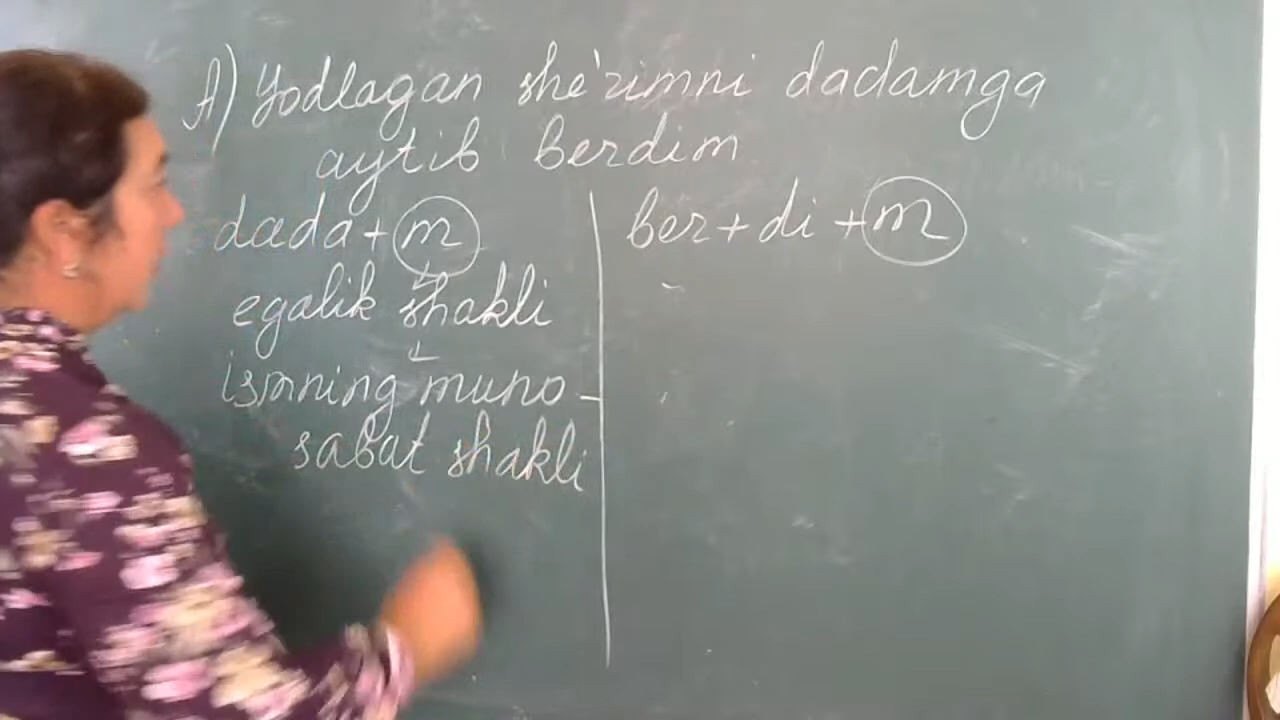 A) Yodlagan she'rimni dadamga
aytib berdim
dada + m
egalik shakli
ismning muno-
sabat shakli
ber + di + m